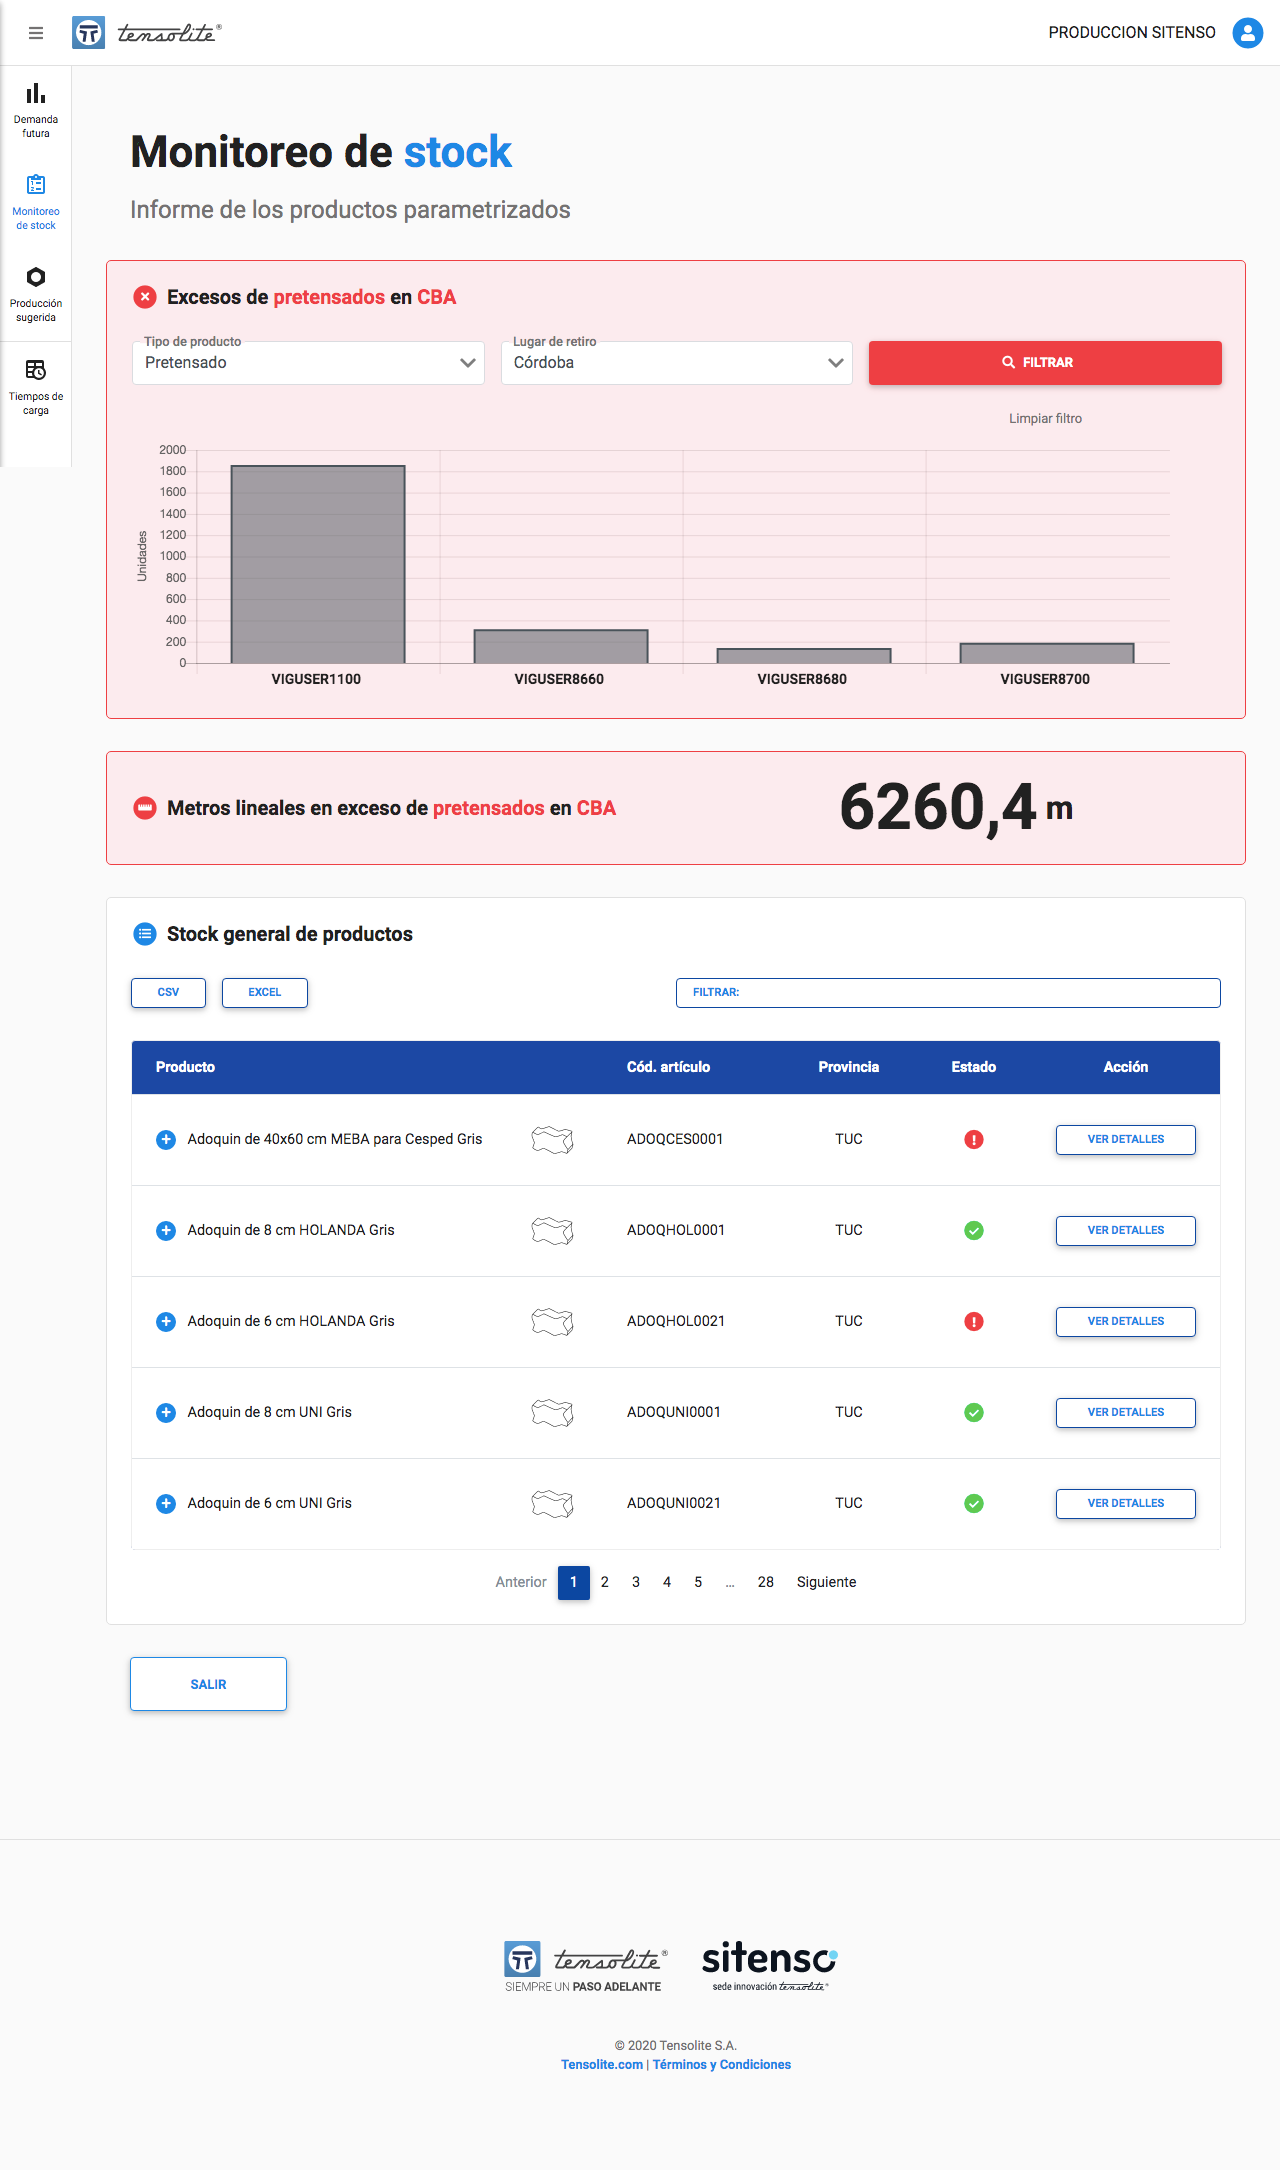 tensolite®
PRODUCCION SITENSO
Demanda
futura
Monitoreo
de stock
Producción
sugerida
Tiempos de
carga
Monitoreo de stock
Informe de los productos parametrizados
Excesos de pretensados en CBA
Tipo de producto
Pretensado
Lugar de retiro
Córdoba
FILTRAR
Limpiar filtro
Unidades
2000
1800
1600
1400
1200
1000
800
600
400
200
0
VIGUSER1100 VIGUSER8660 VIGUSER8680 VIGUSER8700
Metros lineales en exceso de pretensados en CBA
6260,4 m
Stock general de productos
CSV EXCEL FILTRAR:
Producto Cód. artículo Provincia Estado Acción
Adoquin de 40x60 cm MEBA para Cesped Gris ADOQCES0001 TUC VER DETALLES
Adoquin de 8 cm HOLANDA Gris ADOQHOL0001 TUC VER DETALLES
Adoquin de 6 cm HOLANDA Gris ADOQHOL0021 TUC VER DETALLES
Adoquin de 8 cm UNI Gris ADOQUNI0001 TUC VER DETALLES
Adoquin de 6 cm UNI Gris ADOQUNI0021 TUC VER DETALLES
Anterior 1 2 3 4 5 … 28 Siguiente
SALIR
tensolite®
SIEMPRE UN PASO ADELANTE
sitenso
sede innovación tensolite®
© 2020 Tensolite S.A.
Tensolite.com | Términos y Condiciones